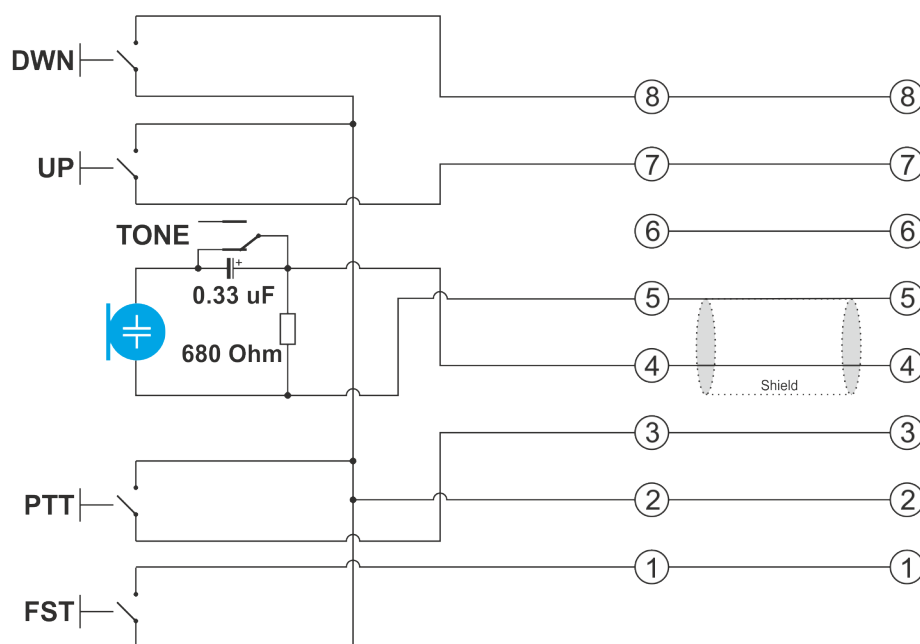 DWN
8 8
UP
7 7
TONE
6 6
+
0.33 uF
5 5
680 Ohm
4 4
Shield
3 3
PTT
2 2
1 1
FST